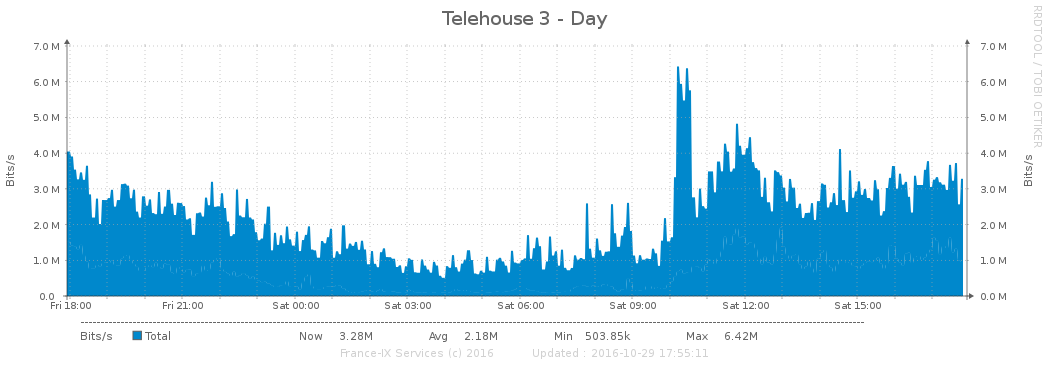 Telehouse 3 - Day
RRDTOOL / TOBI OETIKER
Bits/s
7.0 M 7.0 M
6.0 M 6.0 M
5.0 M 5.0 M
4.0 M 4.0 M
3.0 M 3.0 M
2.0 M 2.0 M
1.0 M 1.0 M
0.0 0.0 M
Bits/s
Fri 18:00 Fri 21:00 Sat 00:00 Sat 03:00 Sat 06:00 Sat 09:00 Sat 12:00 Sat 15:00
Bits/s Total Now 3.28M Avg 2.18M Min 503.85k Max 6.42M
France-IX Services (c) 2016 Updated : 2016-10-29 17:55:11